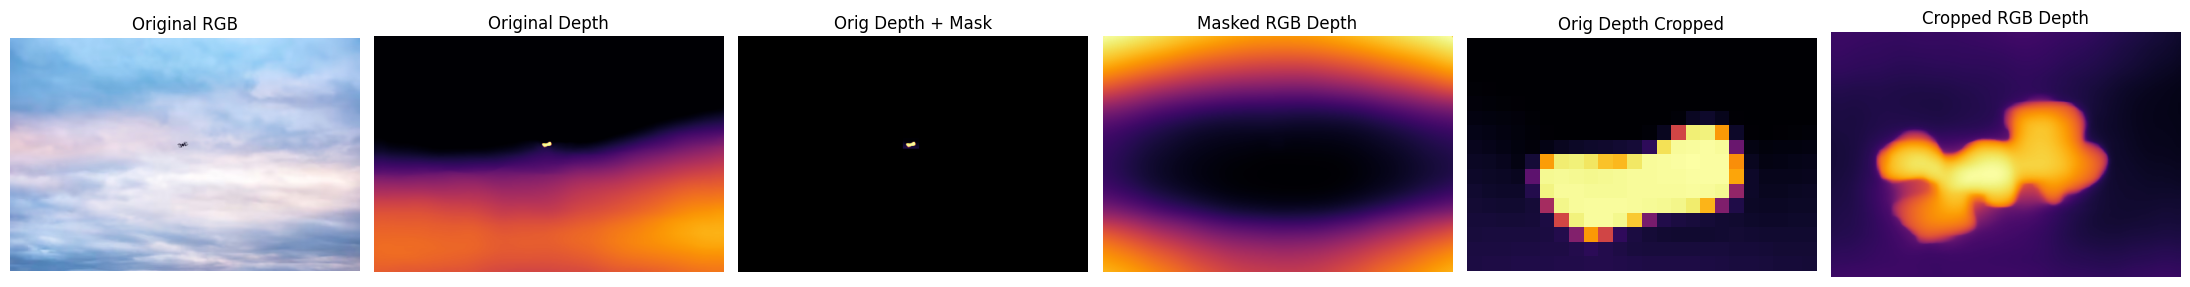 Original RGB
Original Depth
Orig Depth + Mask
Masked RGB Depth
Orig Depth Cropped
Cropped RGB Depth